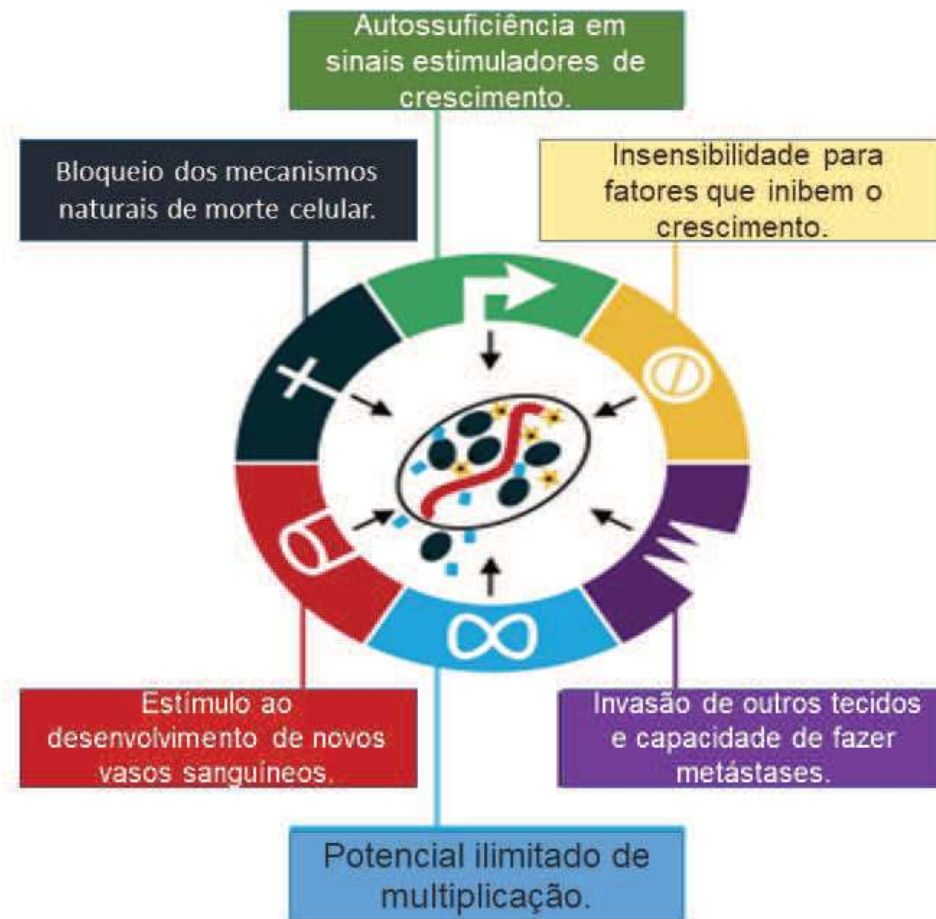 Autossuficiência em
sinais estimuladores de
crescimento.
Bloqueio dos mecanismos
naturais de morte celular.
Insensibilidade para
fatores que inibem o
crescimento.
Estímulo ao
desenvolvimento de novos
vasos sanguíneos.
Invasão de outros tecidos
e capacidade de fazer
metástases.
Potencial ilimitado de
multiplicação.